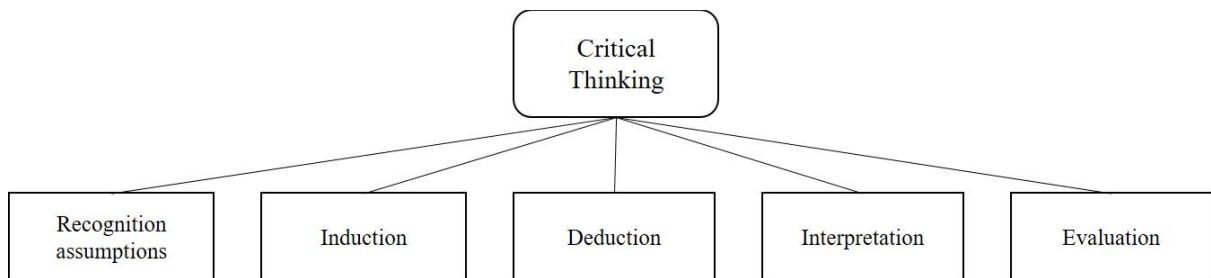 Critical
Thinking
Recognition
assumptions
Induction
Deduction
Interpretation
Evaluation